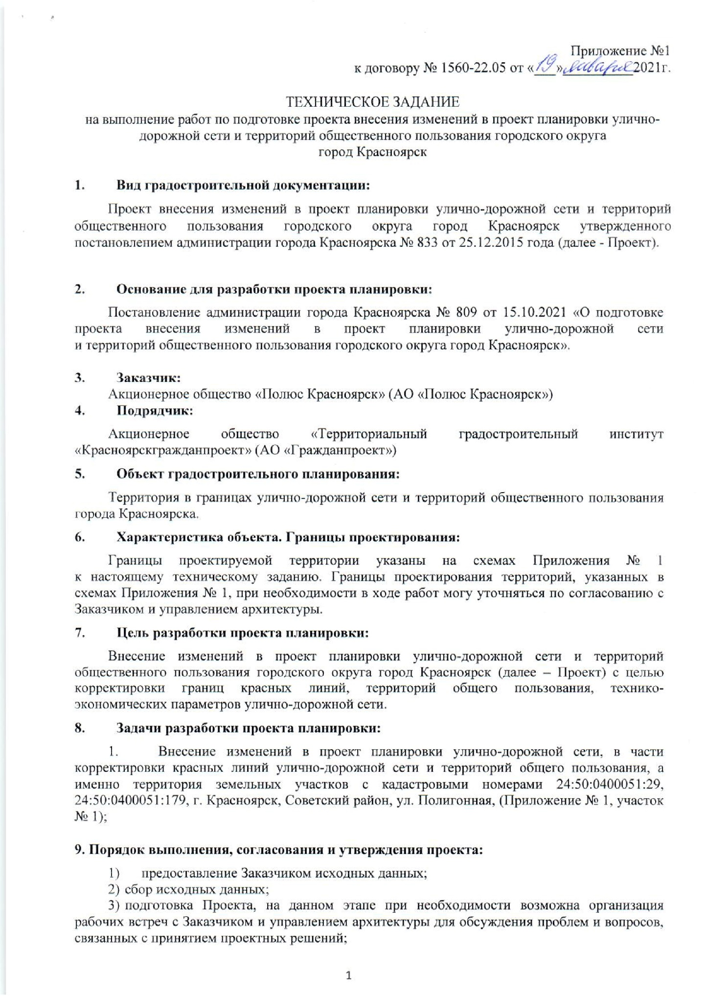 Приложение №1
к договору № 1560-22.05 от «19» января 2021г.
ТЕХНИЧЕСКОЕ ЗАДАНИЕ
на выполнение работ по подготовке проекта внесения изменений в проект планировки улично-
дорожной сети и территорий общественного пользования городского округа
город Красноярск
1. Вид градостроительной документации:
Проект внесения изменений в проект планировки улично-дорожной сети и территорий
общественного пользования городского округа город Красноярск утвержденного
постановлением администрации города Красноярска № 833 от 25.12.2015 года (далее - Проект).
2. Основание для разработки проекта планировки:
Постановление администрации города Красноярска № 809 от 15.10.2021 «О подготовке
проекта внесения изменений в проект планировки улично-дорожной сети
и территорий общественного пользования городского округа город Красноярск».
3. Заказчик:
Акционерное общество «Полюс Красноярск» (АО «Полюс Красноярск»)
4. Подрядчик:
Акционерное общество «Территориальный градостроительный институт
«Красноярскгражданпроект» (АО «Гражданпроект»)
5. Объект градостроительного планирования:
Территория в границах улично-дорожной сети и территорий общественного пользования
города Красноярска.
6. Характеристика объекта. Границы проектирования:
Границы проектируемой территории указаны на схемах Приложения № 1
к настоящему техническому заданию. Границы проектирования территорий, указанных в
схемах Приложения № 1, при необходимости в ходе работ могу уточняться по согласованию с
Заказчиком и управлением архитектуры.
7. Цель разработки проекта планировки:
Внесение изменений в проект планировки улично-дорожной сети и территорий
общественного пользования городского округа город Красноярск (далее – Проект) с целью
корректировки границ красных линий, территорий общего пользования, технико-
экономических параметров улично-дорожной сети.
8. Задачи разработки проекта планировки:
1. Внесение изменений в проект планировки улично-дорожной сети, в части
корректировки красных линий улично-дорожной сети и территорий общего пользования, а
именно территория земельных участков с кадастровыми номерами 24:50:0400051:29,
24:50:0400051:179, г. Красноярск, Советский район, ул. Полигонная, (Приложение № 1, участок
№ 1);
9. Порядок выполнения, согласования и утверждения проекта:
1) предоставление Заказчиком исходных данных;
2) сбор исходных данных;
3) подготовка Проекта, на данном этапе при необходимости возможна организация
рабочих встреч с Заказчиком и управлением архитектуры для обсуждения проблем и вопросов,
связанных с принятием проектных решений;
1